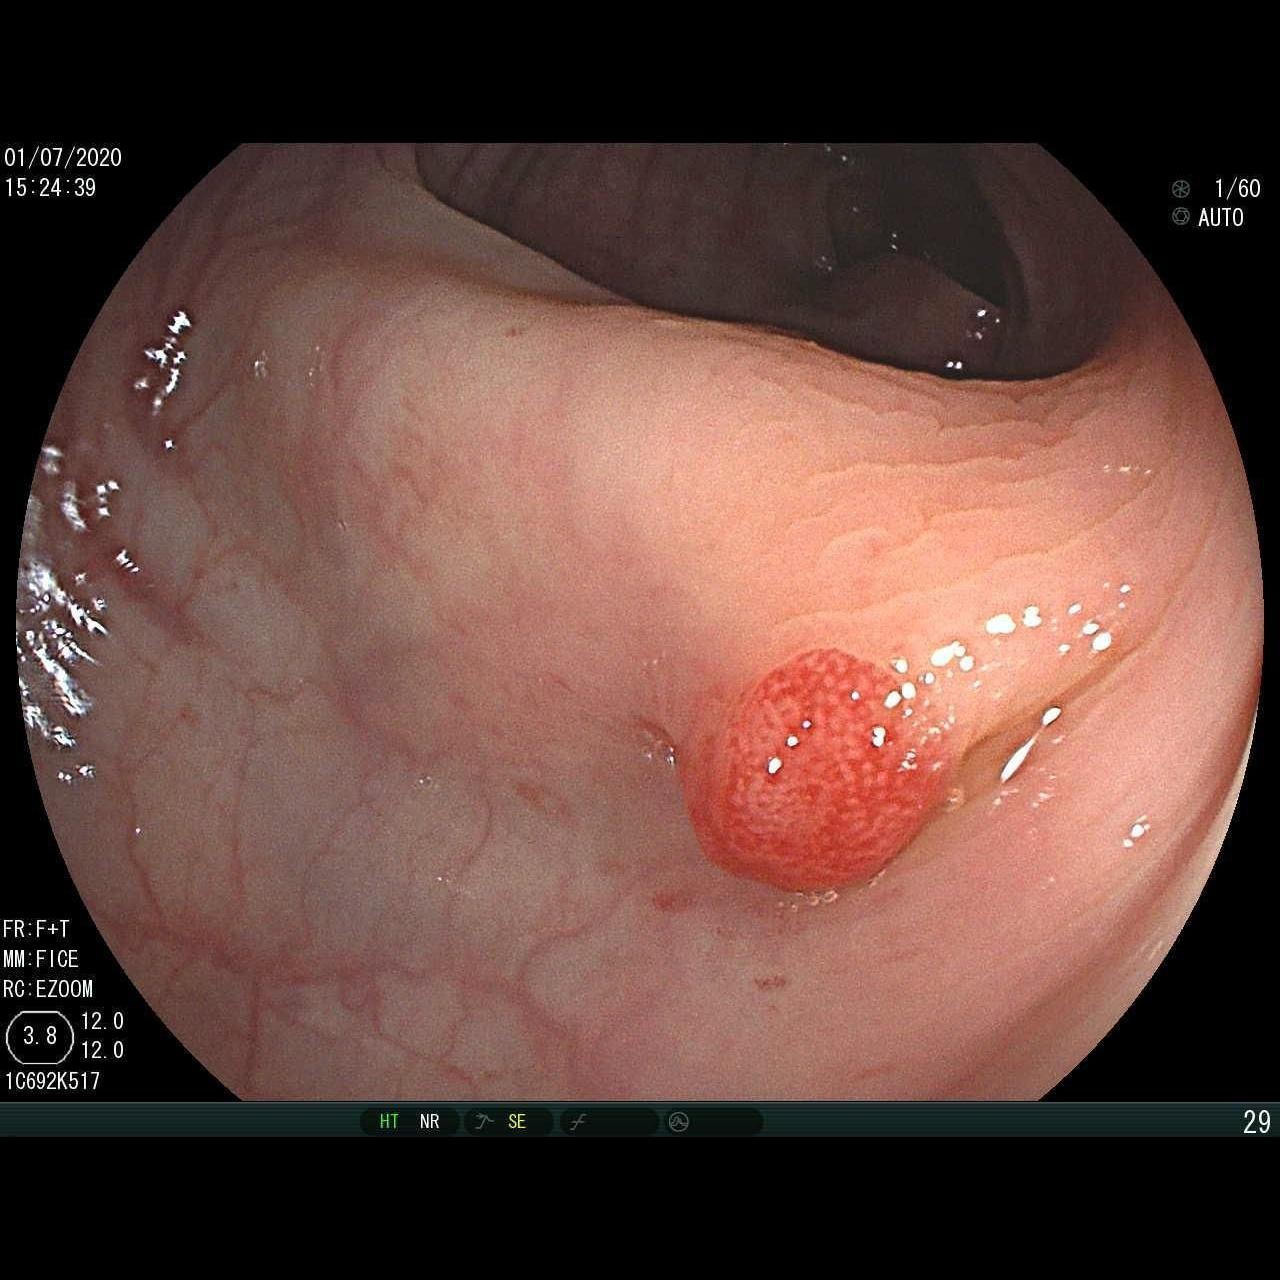 01/07/2020
15:24:39
1/60
AUTO
FR:F+T
MM:FICE
RC:EZOOM
3.8
12.0
12.0
1C692K517
HT NR SE
29